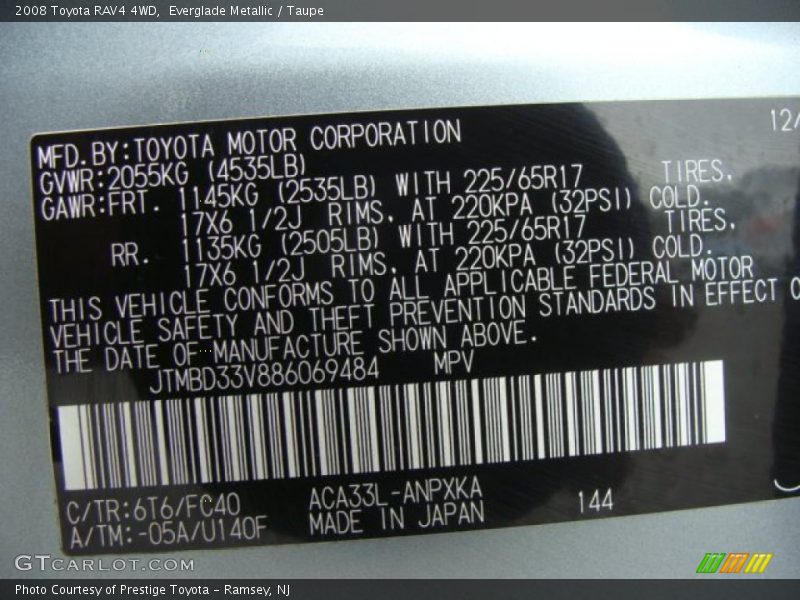 2008 Toyota RAV4 4WD, Everglade Metallic / Taupe
12/
MFD.BY:TOYOTA MOTOR CORPORATION
GVWR:2055KG (4535LB)
GAWR:FRT. 1145KG (2535LB) WITH 225/65R17 TIRES,
17X6 1/2J RIMS, AT 220KPA (32PSI) COLD.
RR. 1135KG (2505LB) WITH 225/65R17 TIRES,
17X6 1/2J RIMS, AT 220KPA (32PSI) COLD.
THIS VEHICLE CONFORMS TO ALL APPLICABLE FEDERAL MOTOR
VEHICLE SAFETY AND THEFT PREVENTION STANDARDS IN EFFECT O
THE DATE OF MANUFACTURE SHOWN ABOVE.
JTMBD33V886069484 MPV
C/TR:6T6/FC40 ACA33L-ANPXKA 144
A/TM:-05A/U140F MADE IN JAPAN
GTCARLOT.COM
Photo Courtesy of Prestige Toyota - Ramsey, NJ